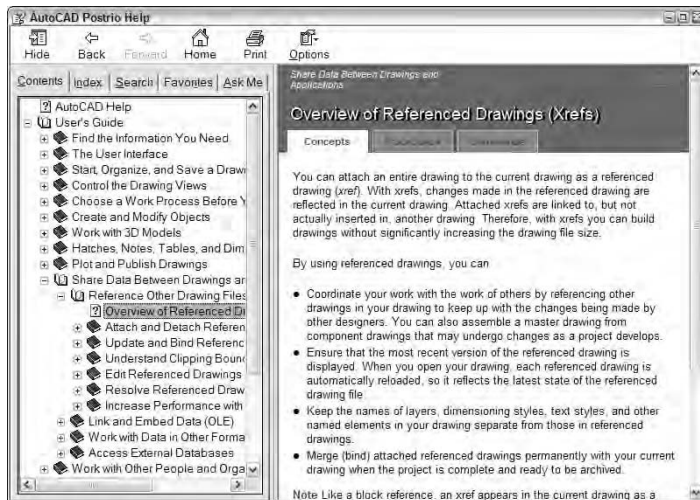 AutoCAD Postrio Help
Hide Back Forward Home Print Options
Contents Index Search Favorites Ask Me
AutoCAD Help
User's Guide
Find the Information You Need
The User Interface
Start, Organize, and Save a Draw
Control the Drawing Views
Choose a Work Process Before Y
Create and Modify Objects
Work with 3D Models
Hatches, Notes, Tables, and Dim
Plot and Publish Drawings
Share Data Between Drawings an
Reference Other Drawing Files
Overview of Referenced Dr
Attach and Detach Referen
Update and Bind Referenc
Understand Clipping Boun
Edit Referenced Drawings
Resolve Referenced Draw
Increase Performance with
Link and Embed Data (OLE)
Work with Data in Other Forma
Access External Databases
Work with Other People and Orga
Share Data Between Drawings and
Applications
Overview of Referenced Drawings (Xrefs)
Concepts
You can attach an entire drawing to the current drawing as a referenced
drawing (xref). With xrefs, changes made in the referenced drawing are
reflected in the current drawing. Attached xrefs are linked to, but not
actually inserted in, another drawing. Therefore, with xrefs you can build
drawings without significantly increasing the drawing file size.
By using referenced drawings, you can
● Coordinate your work with the work of others by referencing other
drawings in your drawing to keep up with the changes being made by
other designers. You can also assemble a master drawing from
component drawings that may undergo changes as a project develops.
● Ensure that the most recent version of the referenced drawing is
displayed. When you open your drawing, each referenced drawing is
automatically reloaded, so it reflects the latest state of the referenced
drawing file
● Keep the names of layers, dimensioning styles, text styles, and other
named elements in your drawing separate from those in referenced
drawings.
● Merge (bind) attached referenced drawings permanently with your current
drawing when the project is complete and ready to be archived.
Note Like a block reference, an xref appears in the current drawing as a